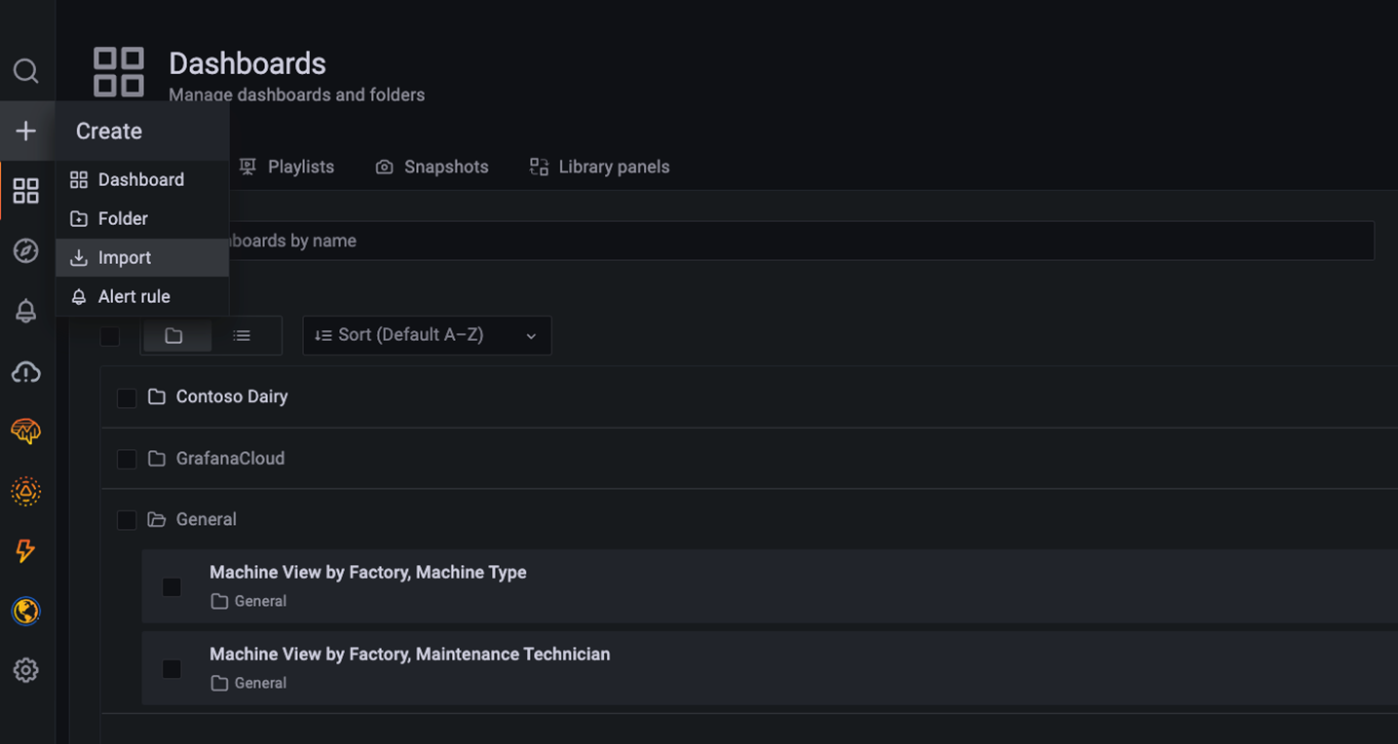 Dashboards
Manage dashboards and folders
Create
Dashboard
Folder
Import
Alert rule
Playlists
Snapshots
Library panels
boards by name
Sort (Default A–Z)
Contoso Dairy
GrafanaCloud
General
Machine View by Factory, Machine Type
General
Machine View by Factory, Maintenance Technician
General